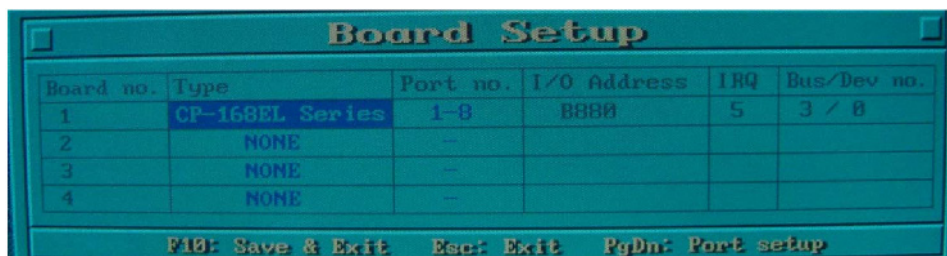 Board Setup
Board no. Type Port no. I/O Address IRQ Bus/Dev no.
1 CP-168EL Series 1-8 B880 5 3 / 0
2 NONE —
3 NONE —
4 NONE —
F10: Save & Exit Esc: Exit PgDn: Port setup